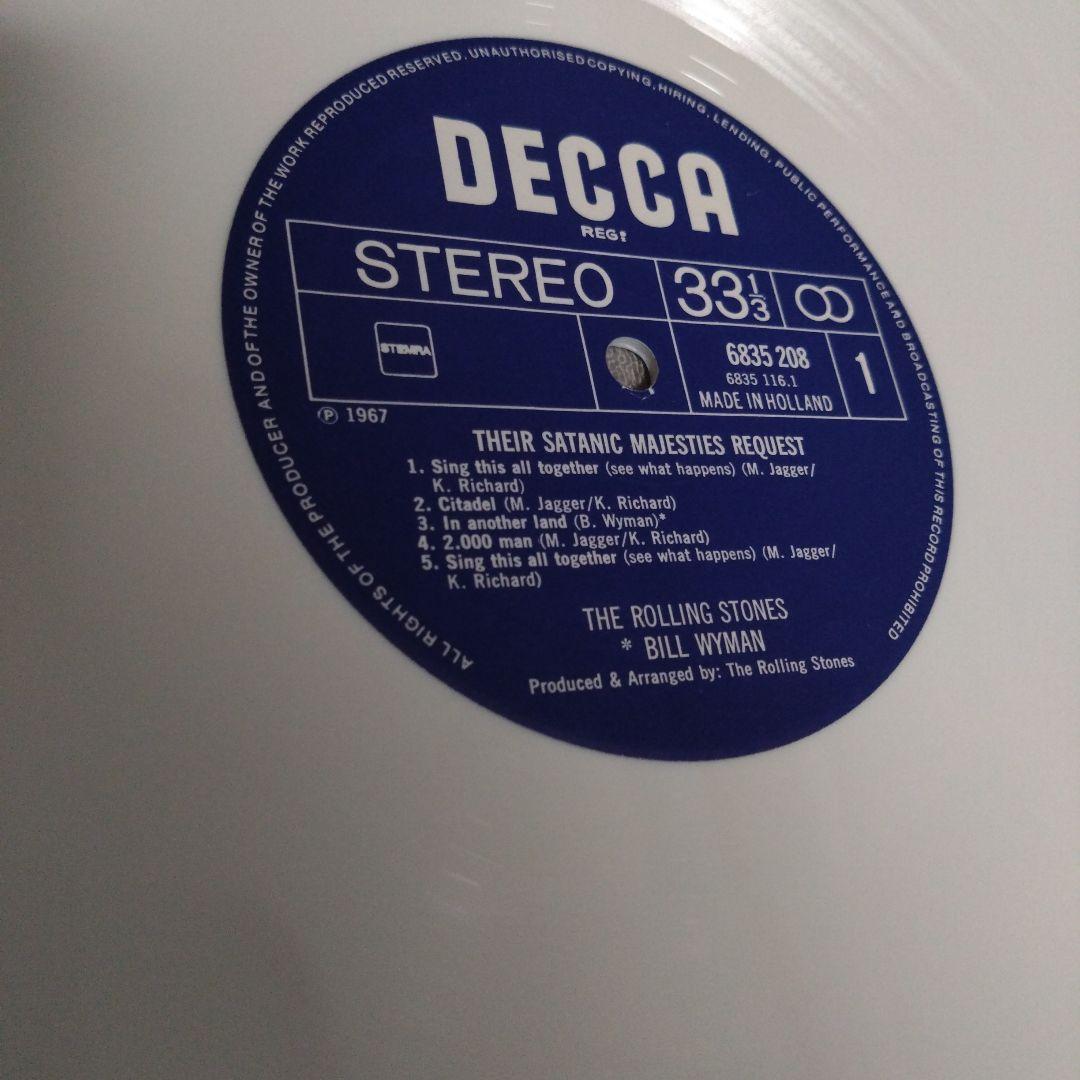 ALL RIGHTS OF THE PRODUCER AND OF THE OWNER OF THE WORK REPRODUCED RESERVED. UNAUTHORISED COPYING, HIRING, LENDING, PUBLIC PERFORMANCE AND BROADCASTING OF THIS RECORD PROHIBITED
DECCA
REG:
STEREO 33⅓
STEMRA
6835 208
6835 116.1
MADE IN HOLLAND
1
℗ 1967
THEIR SATANIC MAJESTIES REQUEST
1. Sing this all together (see what happens) (M. Jagger/
K. Richard)
2. Citadel (M. Jagger/K. Richard)
3. In another land (B. Wyman)*
4. 2.000 man (M. Jagger/K. Richard)
5. Sing this all together (see what happens) (M. Jagger/
K. Richard)
THE ROLLING STONES
* BILL WYMAN
Produced & Arranged by: The Rolling Stones